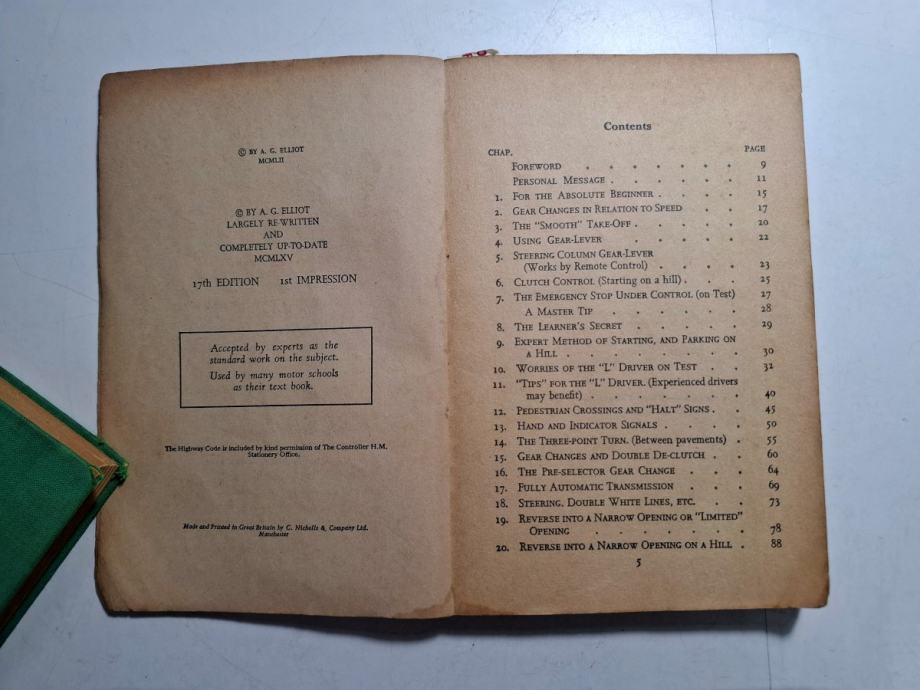 © BY A. G. ELLIOT
MCMLII
© BY A. G. ELLIOT
LARGELY RE-WRITTEN
AND
COMPLETELY UP-TO-DATE
MCMLXV
17th EDITION 1st IMPRESSION
Accepted by experts as the
standard work on the subject.
Used by many motor schools
as their text book.
The Highway Code is included by kind permission of The Controller H.M.
Stationery Office.
Made and Printed in Great Britain by C. Nicholls & Company Ltd.
Manchester
Contents
CHAP. PAGE
FOREWORD . . . . . . . 9
PERSONAL MESSAGE . . . . . . 11
1. FOR THE ABSOLUTE BEGINNER . . . . 15
2. GEAR CHANGES IN RELATION TO SPEED . . 17
3. THE "SMOOTH" TAKE-OFF . . . . . 20
4. USING GEAR-LEVER . . . . . 22
5. STEERING COLUMN GEAR-LEVER
(Works by Remote Control) . . . . 23
6. CLUTCH CONTROL (Starting on a hill) . . . 25
7. THE EMERGENCY STOP UNDER CONTROL (on Test) 27
A MASTER TIP . . . . . . 28
8. THE LEARNER'S SECRET . . . . . 29
9. EXPERT METHOD OF STARTING, AND PARKING ON
A HILL . . . . . . . . 30
10. WORRIES OF THE "L" DRIVER ON TEST . . 32
11. "TIPS" FOR THE "L" DRIVER. (Experienced drivers
may benefit) . . . . . . 40
12. PEDESTRIAN CROSSINGS AND "HALT" SIGNS . . 45
13. HAND AND INDICATOR SIGNALS . . . . 50
14. THE THREE-POINT TURN. (Between pavements) . 55
15. GEAR CHANGES AND DOUBLE DE-CLUTCH . . 60
16. THE PRE-SELECTOR GEAR CHANGE . . . 64
17. FULLY AUTOMATIC TRANSMISSION . . . 69
18. STEERING. DOUBLE WHITE LINES, ETC. . . 73
19. REVERSE INTO A NARROW OPENING OR "LIMITED"
OPENING . . . . . . . 78
20. REVERSE INTO A NARROW OPENING ON A HILL . 88
5